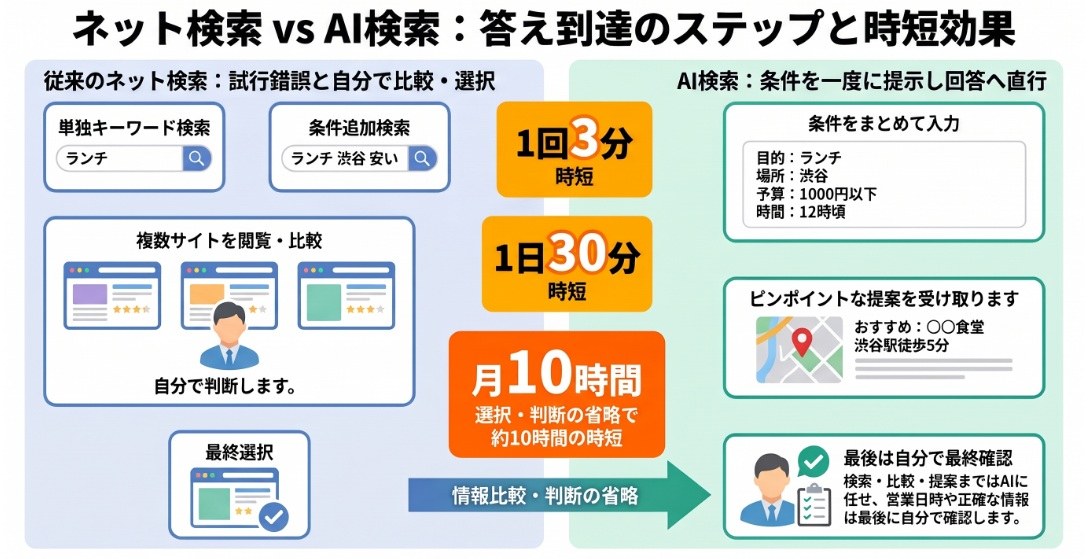 ネット検索 vs AI検索：答え到達のステップと時短効果
従来のネット検索：試行錯誤と自分で比較・選択
単独キーワード検索
ランチ
条件追加検索
ランチ 渋谷 安い
複数サイトを閲覧・比較
自分で判断します。
最終選択
1回3分
時短
1日30分
時短
月10時間
選択・判断の省略で
約10時間の時短
情報比較・判断の省略
AI検索：条件を一度に提示し回答へ直行
条件をまとめて入力
目的：ランチ
場所：渋谷
予算：1000円以下
時間：12時頃
ピンポイントな提案を受け取ります
おすすめ：〇〇食堂
渋谷駅徒歩5分
最後は自分で最終確認
検索・比較・提案まではAIに
任せ、営業日時や正確な情報
は最後に自分で確認します。